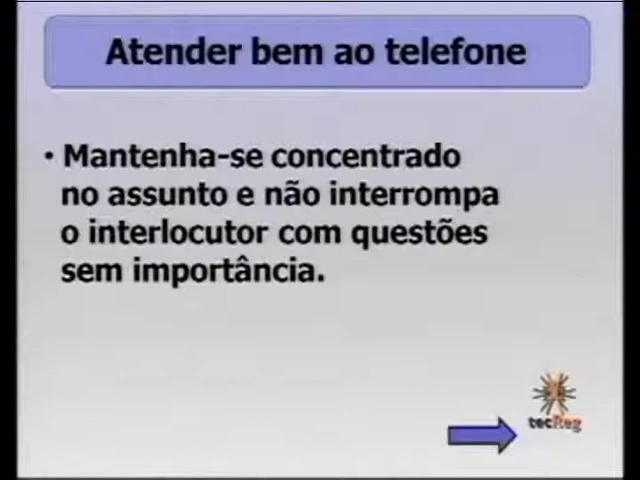 Atender bem ao telefone
• Mantenha-se concentrado
no assunto e não interrompa
o interlocutor com questões
sem importância.
tecReg